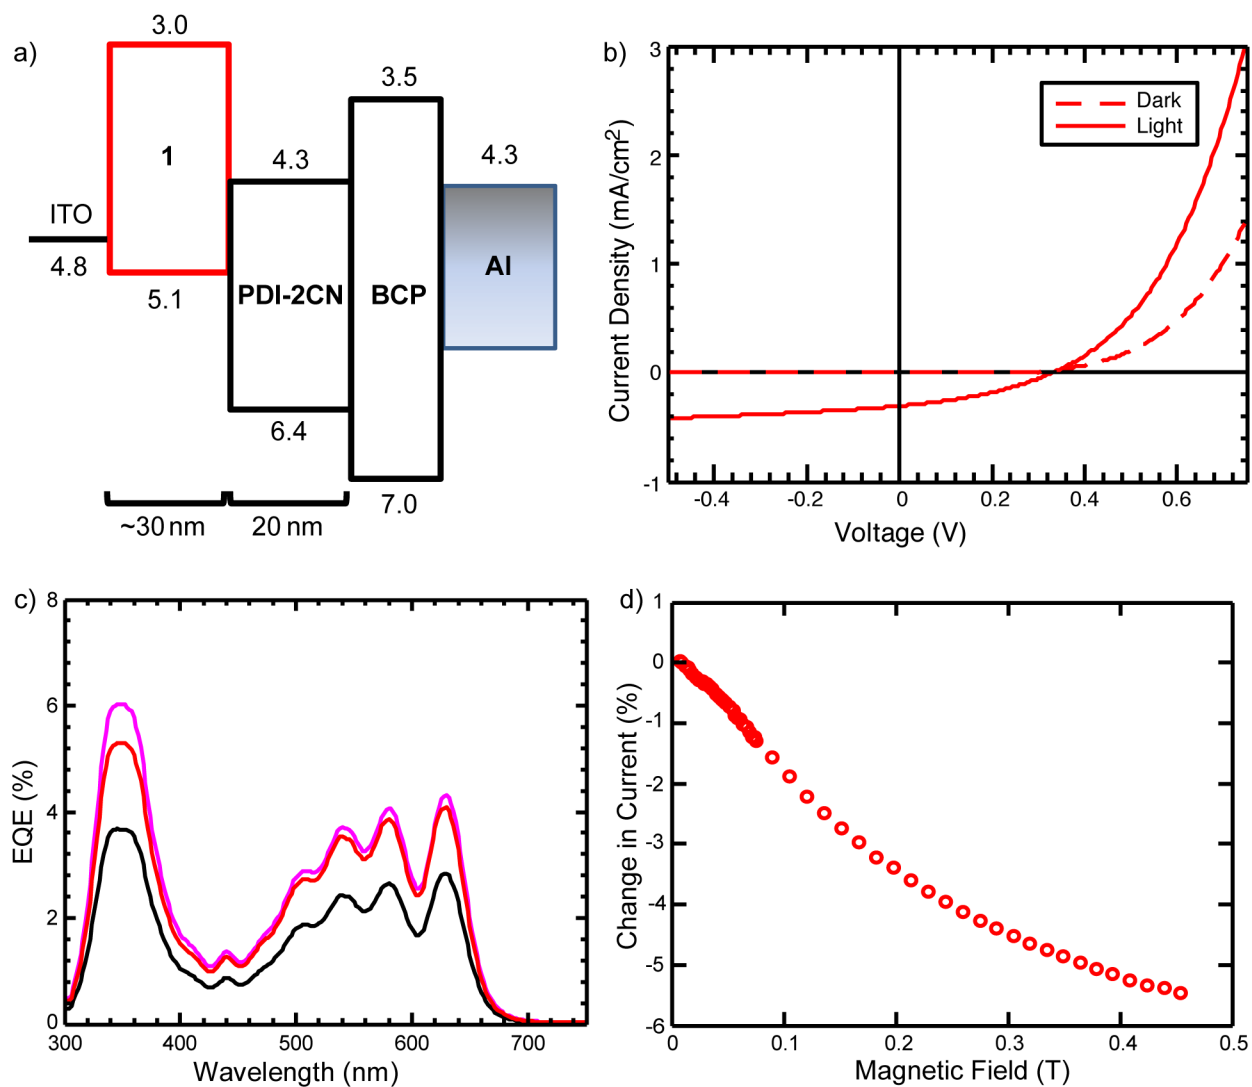 a)
3.0
1
ITO
4.8
5.1
4.3
PDI-2CN
6.4
3.5
BCP
7.0
4.3
Al
~30 nm
20 nm
b)
Current Density (mA/cm²)
3
2
1
0
-1
-0.4
-0.2
0
0.2
0.4
0.6
Voltage (V)
Dark
Light
c)
EQE (%)
8
6
4
2
0
300
400
500
600
700
Wavelength (nm)
d)
Change in Current (%)
1
0
-1
-2
-3
-4
-5
-6
0
0.1
0.2
0.3
0.4
0.5
Magnetic Field (T)